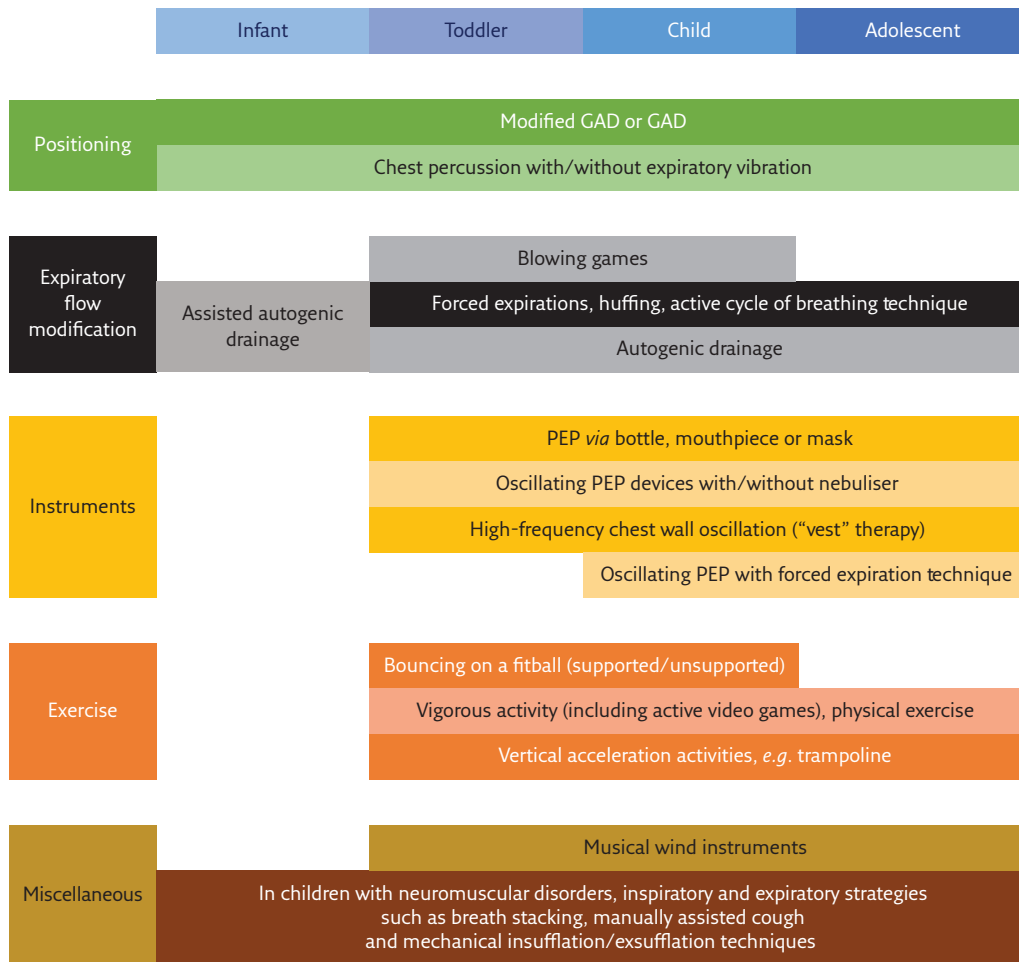 Infant
Toddler
Child
Adolescent
Positioning
Modified GAD or GAD
Chest percussion with/without expiratory vibration
Expiratory
flow
modification
Assisted autogenic
drainage
Blowing games
Forced expirations, huffing, active cycle of breathing technique
Autogenic drainage
Instruments
PEP via bottle, mouthpiece or mask
Oscillating PEP devices with/without nebuliser
High-frequency chest wall oscillation (“vest” therapy)
Oscillating PEP with forced expiration technique
Exercise
Bouncing on a fitball (supported/unsupported)
Vigorous activity (including active video games), physical exercise
Vertical acceleration activities, e.g. trampoline
Miscellaneous
Musical wind instruments
In children with neuromuscular disorders, inspiratory and expiratory strategies
such as breath stacking, manually assisted cough
and mechanical insufflation/exsufflation techniques